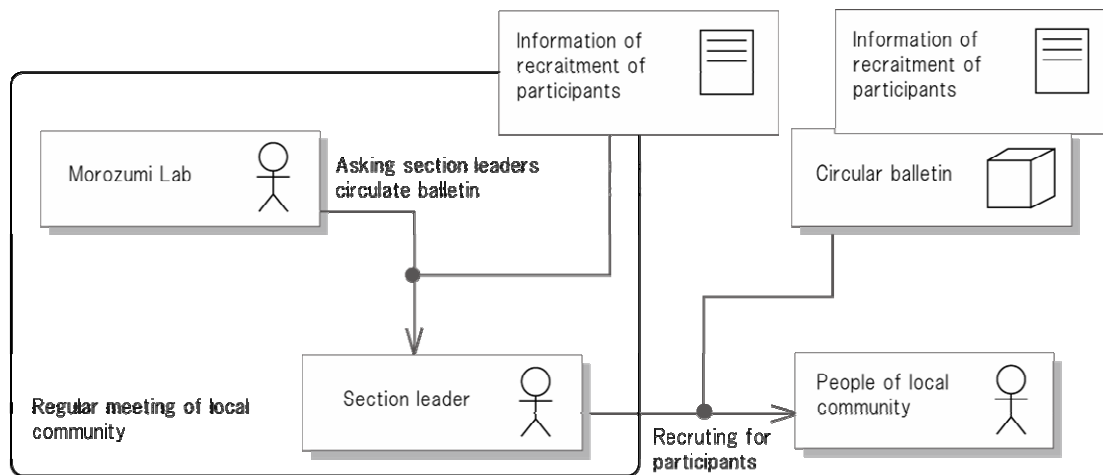 Information of
recraitment of
participants
Information of
recraitment of
participants
Morozumi Lab
Asking section leaders
circulate balletin
Circular balletin
Section leader
People of local
community
Regular meeting of local
community
Recruting for
participants